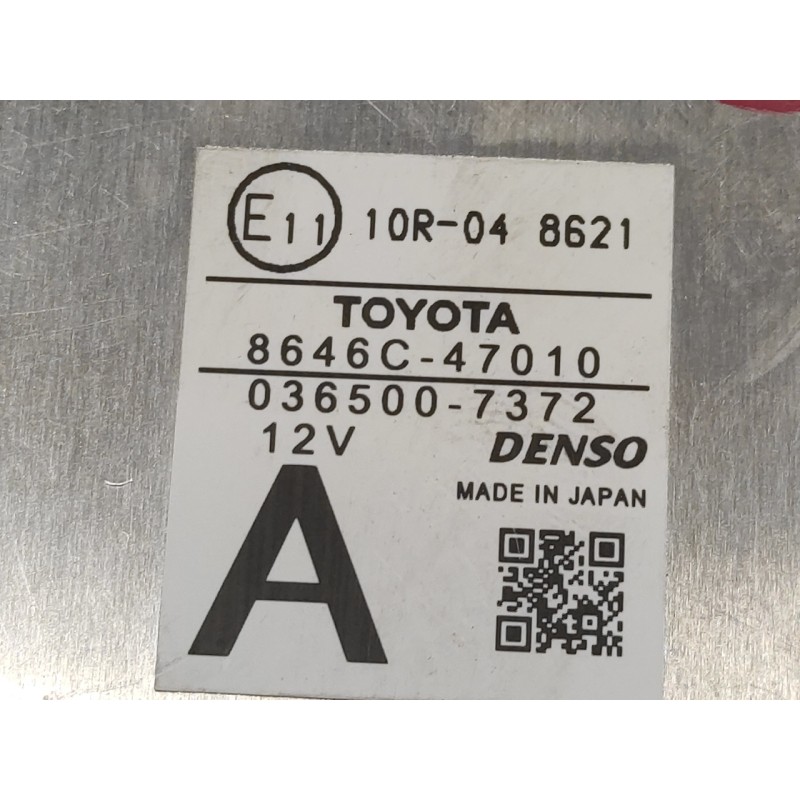 E11 10R-04 8621
TOYOTA
8646C-47010
036500-7372
12V DENSO
MADE IN JAPAN
A